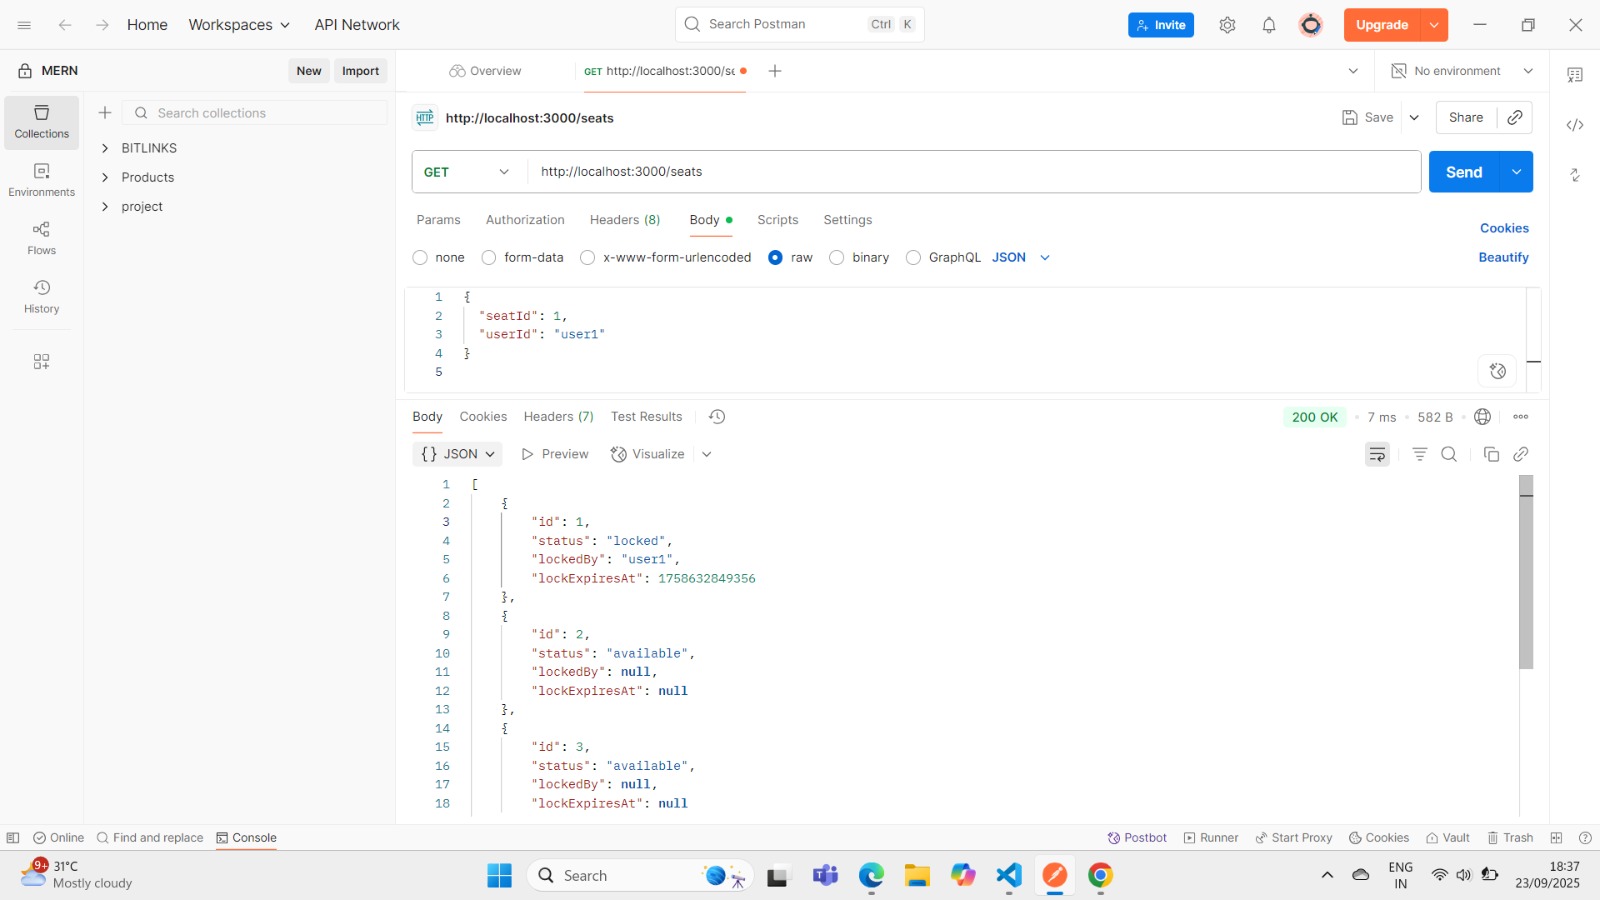 Home Workspaces API Network Search Postman Ctrl K Invite Upgrade
MERN New Import Overview GET http://localhost:3000/se No environment
Collections
Environments
Flows
History
Search collections
BITLINKS
Products
project
HTTP http://localhost:3000/seats Save Share
GET http://localhost:3000/seats Send
Params Authorization Headers (8) Body Scripts Settings Cookies
none form-data x-www-form-urlencoded raw binary GraphQL JSON Beautify
1 {
2 "seatId": 1,
3 "userId": "user1"
4 }
5
Body Cookies Headers (7) Test Results 200 OK • 7 ms • 582 B
{} JSON Preview Visualize
1 [
2 {
3 "id": 1,
4 "status": "locked",
5 "lockedBy": "user1",
6 "lockExpiresAt": 1758632849356
7 },
8 {
9 "id": 2,
10 "status": "available",
11 "lockedBy": null,
12 "lockExpiresAt": null
13 },
14 {
15 "id": 3,
16 "status": "available",
17 "lockedBy": null,
18 "lockExpiresAt": null
Online Find and replace Console Postbot Runner Start Proxy Cookies Vault Trash
9+ 31°C
Mostly cloudy
Search
ENG
IN
18:37
23/09/2025